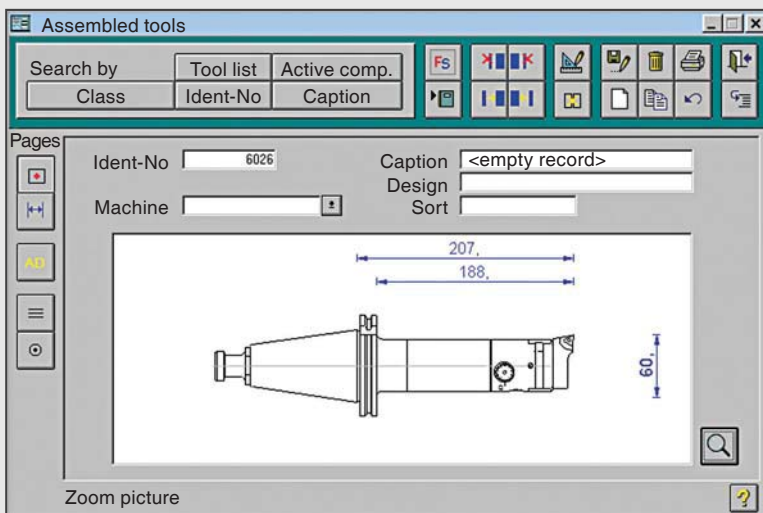 Assembled tools
Search by Tool list Active comp.
Class Ident-No Caption
FS
Pages
Ident-No 6026 Caption <empty record>
Design
Machine Sort
AD
207,
188,
60,
Zoom picture
?